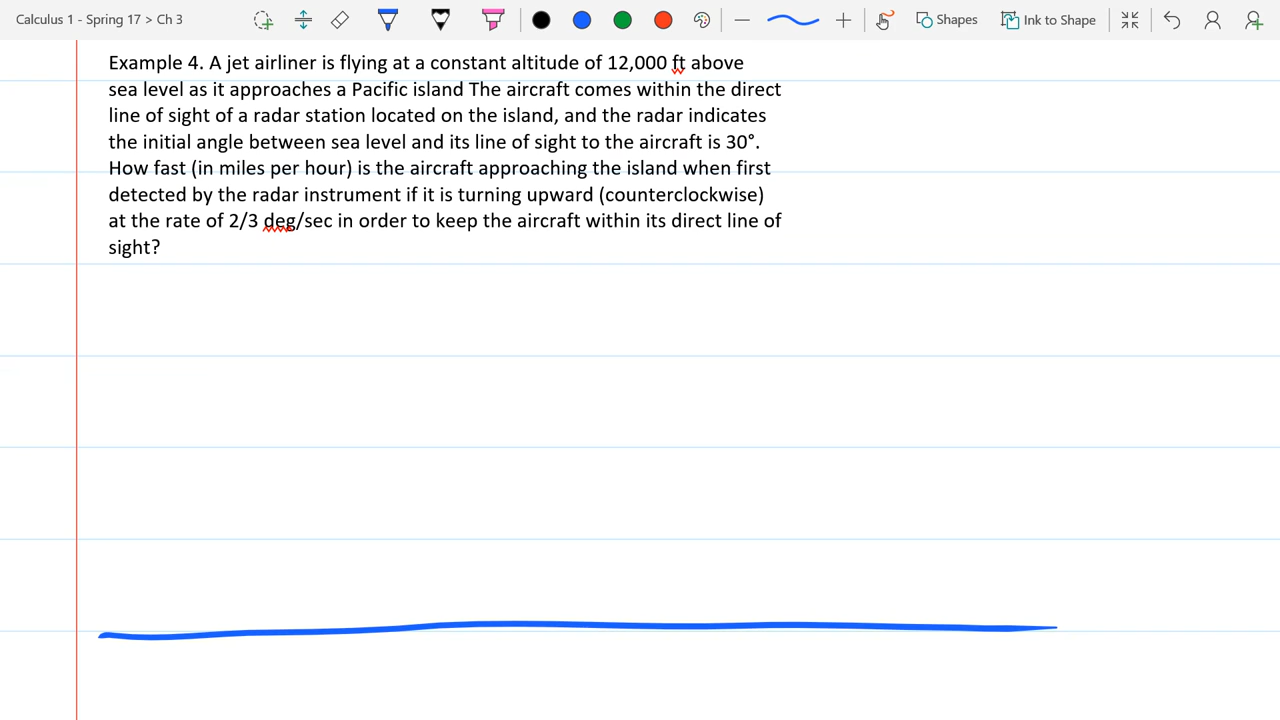 Calculus 1 - Spring 17 > Ch 3
Shapes
Ink to Shape
Example 4. A jet airliner is flying at a constant altitude of 12,000 ft above
sea level as it approaches a Pacific island The aircraft comes within the direct
line of sight of a radar station located on the island, and the radar indicates
the initial angle between sea level and its line of sight to the aircraft is 30°.
How fast (in miles per hour) is the aircraft approaching the island when first
detected by the radar instrument if it is turning upward (counterclockwise)
at the rate of 2/3 deg/sec in order to keep the aircraft within its direct line of
sight?